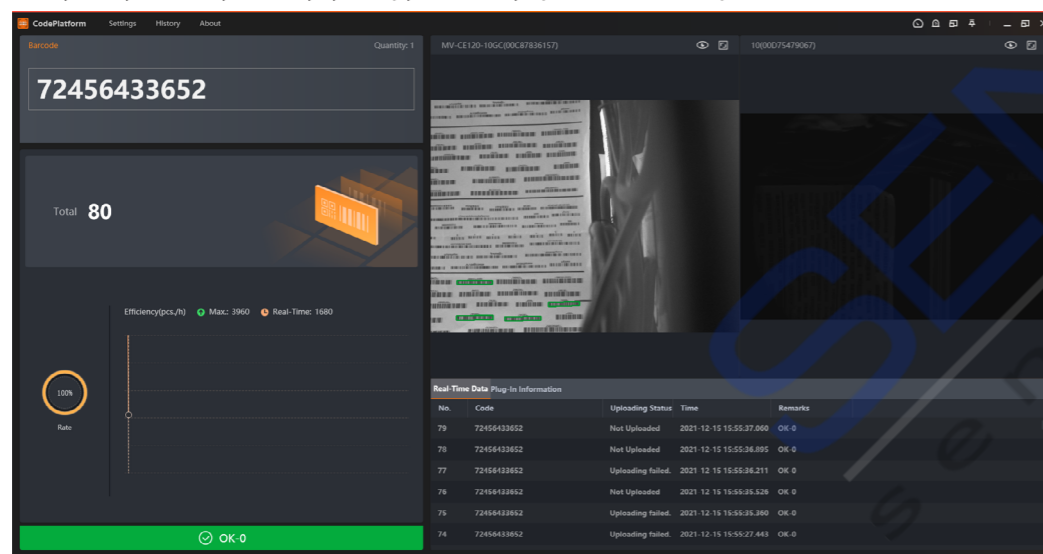 CodePlatform Settings History About
Barcode Quantity: 1
72456433652
Total 80
Efficiency(pcs./h) Max.: 3960 Real-Time: 1680
100%
Rate
OK-0
MV-CE120-10GC(00C87836157)
10(00D75479067)
Real-Time Data Plug-In Information
No. Code Uploading Status Time Remarks
79 72456433652 Not Uploaded 2021-12-15 15:55:37.060 OK-0
78 72456433652 Not Uploaded 2021-12-15 15:55:36.895 OK-0
77 72456433652 Uploading failed. 2021-12-15 15:55:36.211 OK-0
76 72456433652 Not Uploaded 2021-12-15 15:55:35.526 OK-0
75 72456433652 Uploading failed. 2021-12-15 15:55:35.360 OK-0
74 72456433652 Uploading failed. 2021-12-15 15:55:27.443 OK-0